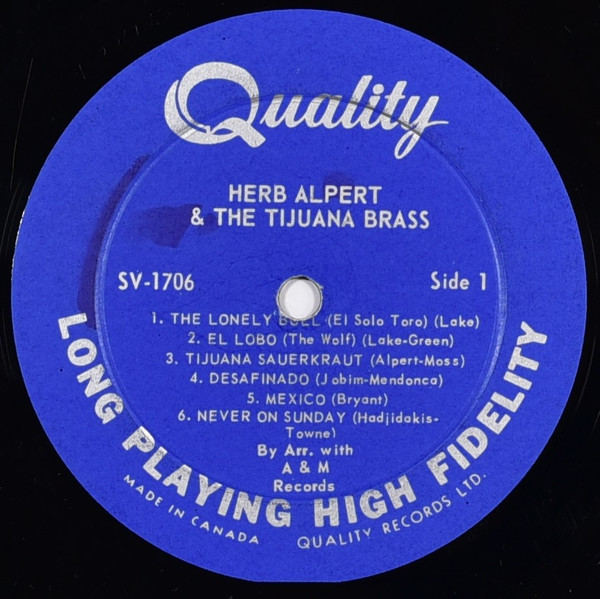 Quality
HERB ALPERT
& THE TIJUANA BRASS
SV-1706
Side 1
1. THE LONELY BULL (El Solo Toro) (Lake)
2. EL LOBO (The Wolf) (Lake-Green)
3. TIJUANA SAUERKRAUT (Alpert-Moss)
4. DESAFINADO (Jobim-Mendonca)
5. MEXICO (Bryant)
6. NEVER ON SUNDAY (Hadjidakis-
Towne)
By Arr. with
A & M
Records
LONG PLAYING HIGH FIDELITY
MADE IN CANADA
QUALITY RECORDS LTD.